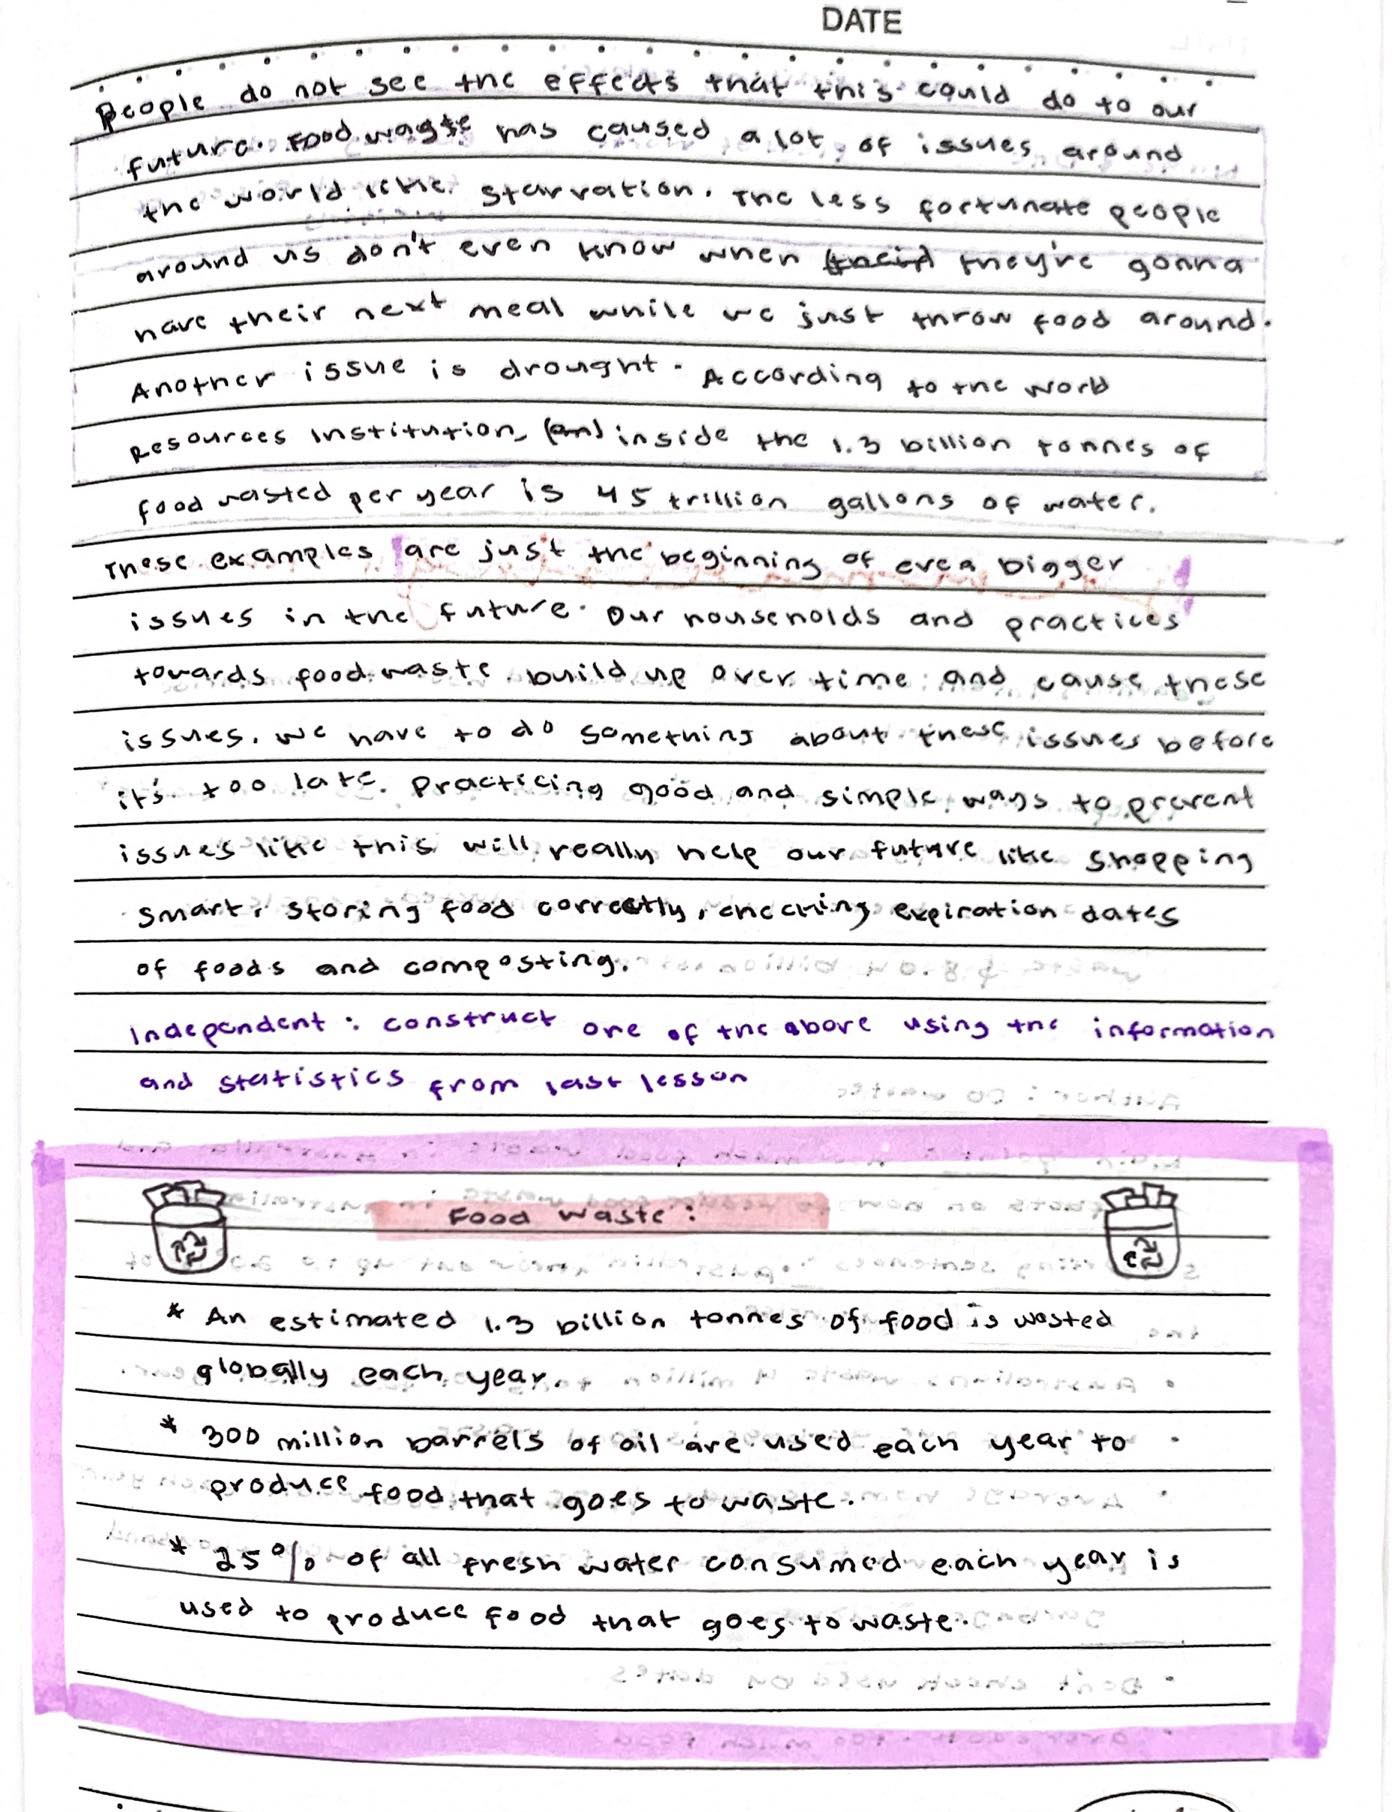 DATE
People do not see the effects that this could do to our
future. Food waste has caused a lot of issues around
the world like starvation. The less fortunate people
around us don't even know when (their) they're gonna
have their next meal while we just throw food around.
Another issue is drought. According to the World
Resources Institution, (an) inside the 1.3 billion tonnes of
food wasted per year is 45 trillion gallons of water.
These examples are just the beginning of even bigger
issues in the future. Our households and practices
towards food waste build up over time and cause these
issues. We have to do something about these issues before
it's too late. Practicing good and simple ways to prevent
issues like this will really help our future like shopping
smart, storing food correctly, checking expiration dates
of foods and composting.
Independent: construct one of the above using the information
and statistics from last lesson
Food Waste:
* An estimated 1.3 billion tonnes of food is wasted
globally each year.
* 300 million barrels of oil are used each year to
produce food that goes to waste.
* 25% of all fresh water consumed each year is
used to produce food that goes to waste.